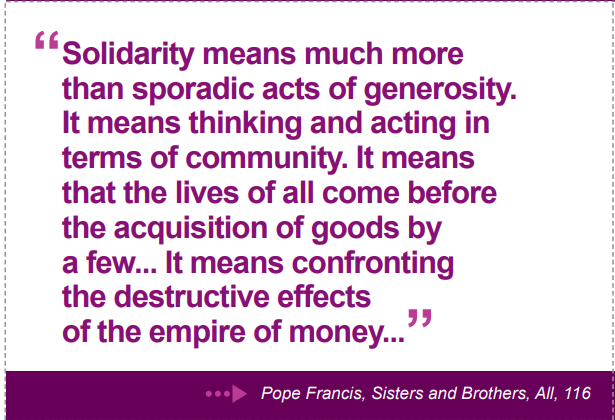 “Solidarity means much more
than sporadic acts of generosity.
It means thinking and acting in
terms of community. It means
that the lives of all come before
the acquisition of goods by
a few... It means confronting
the destructive effects
of the empire of money...”
Pope Francis, Sisters and Brothers, All, 116